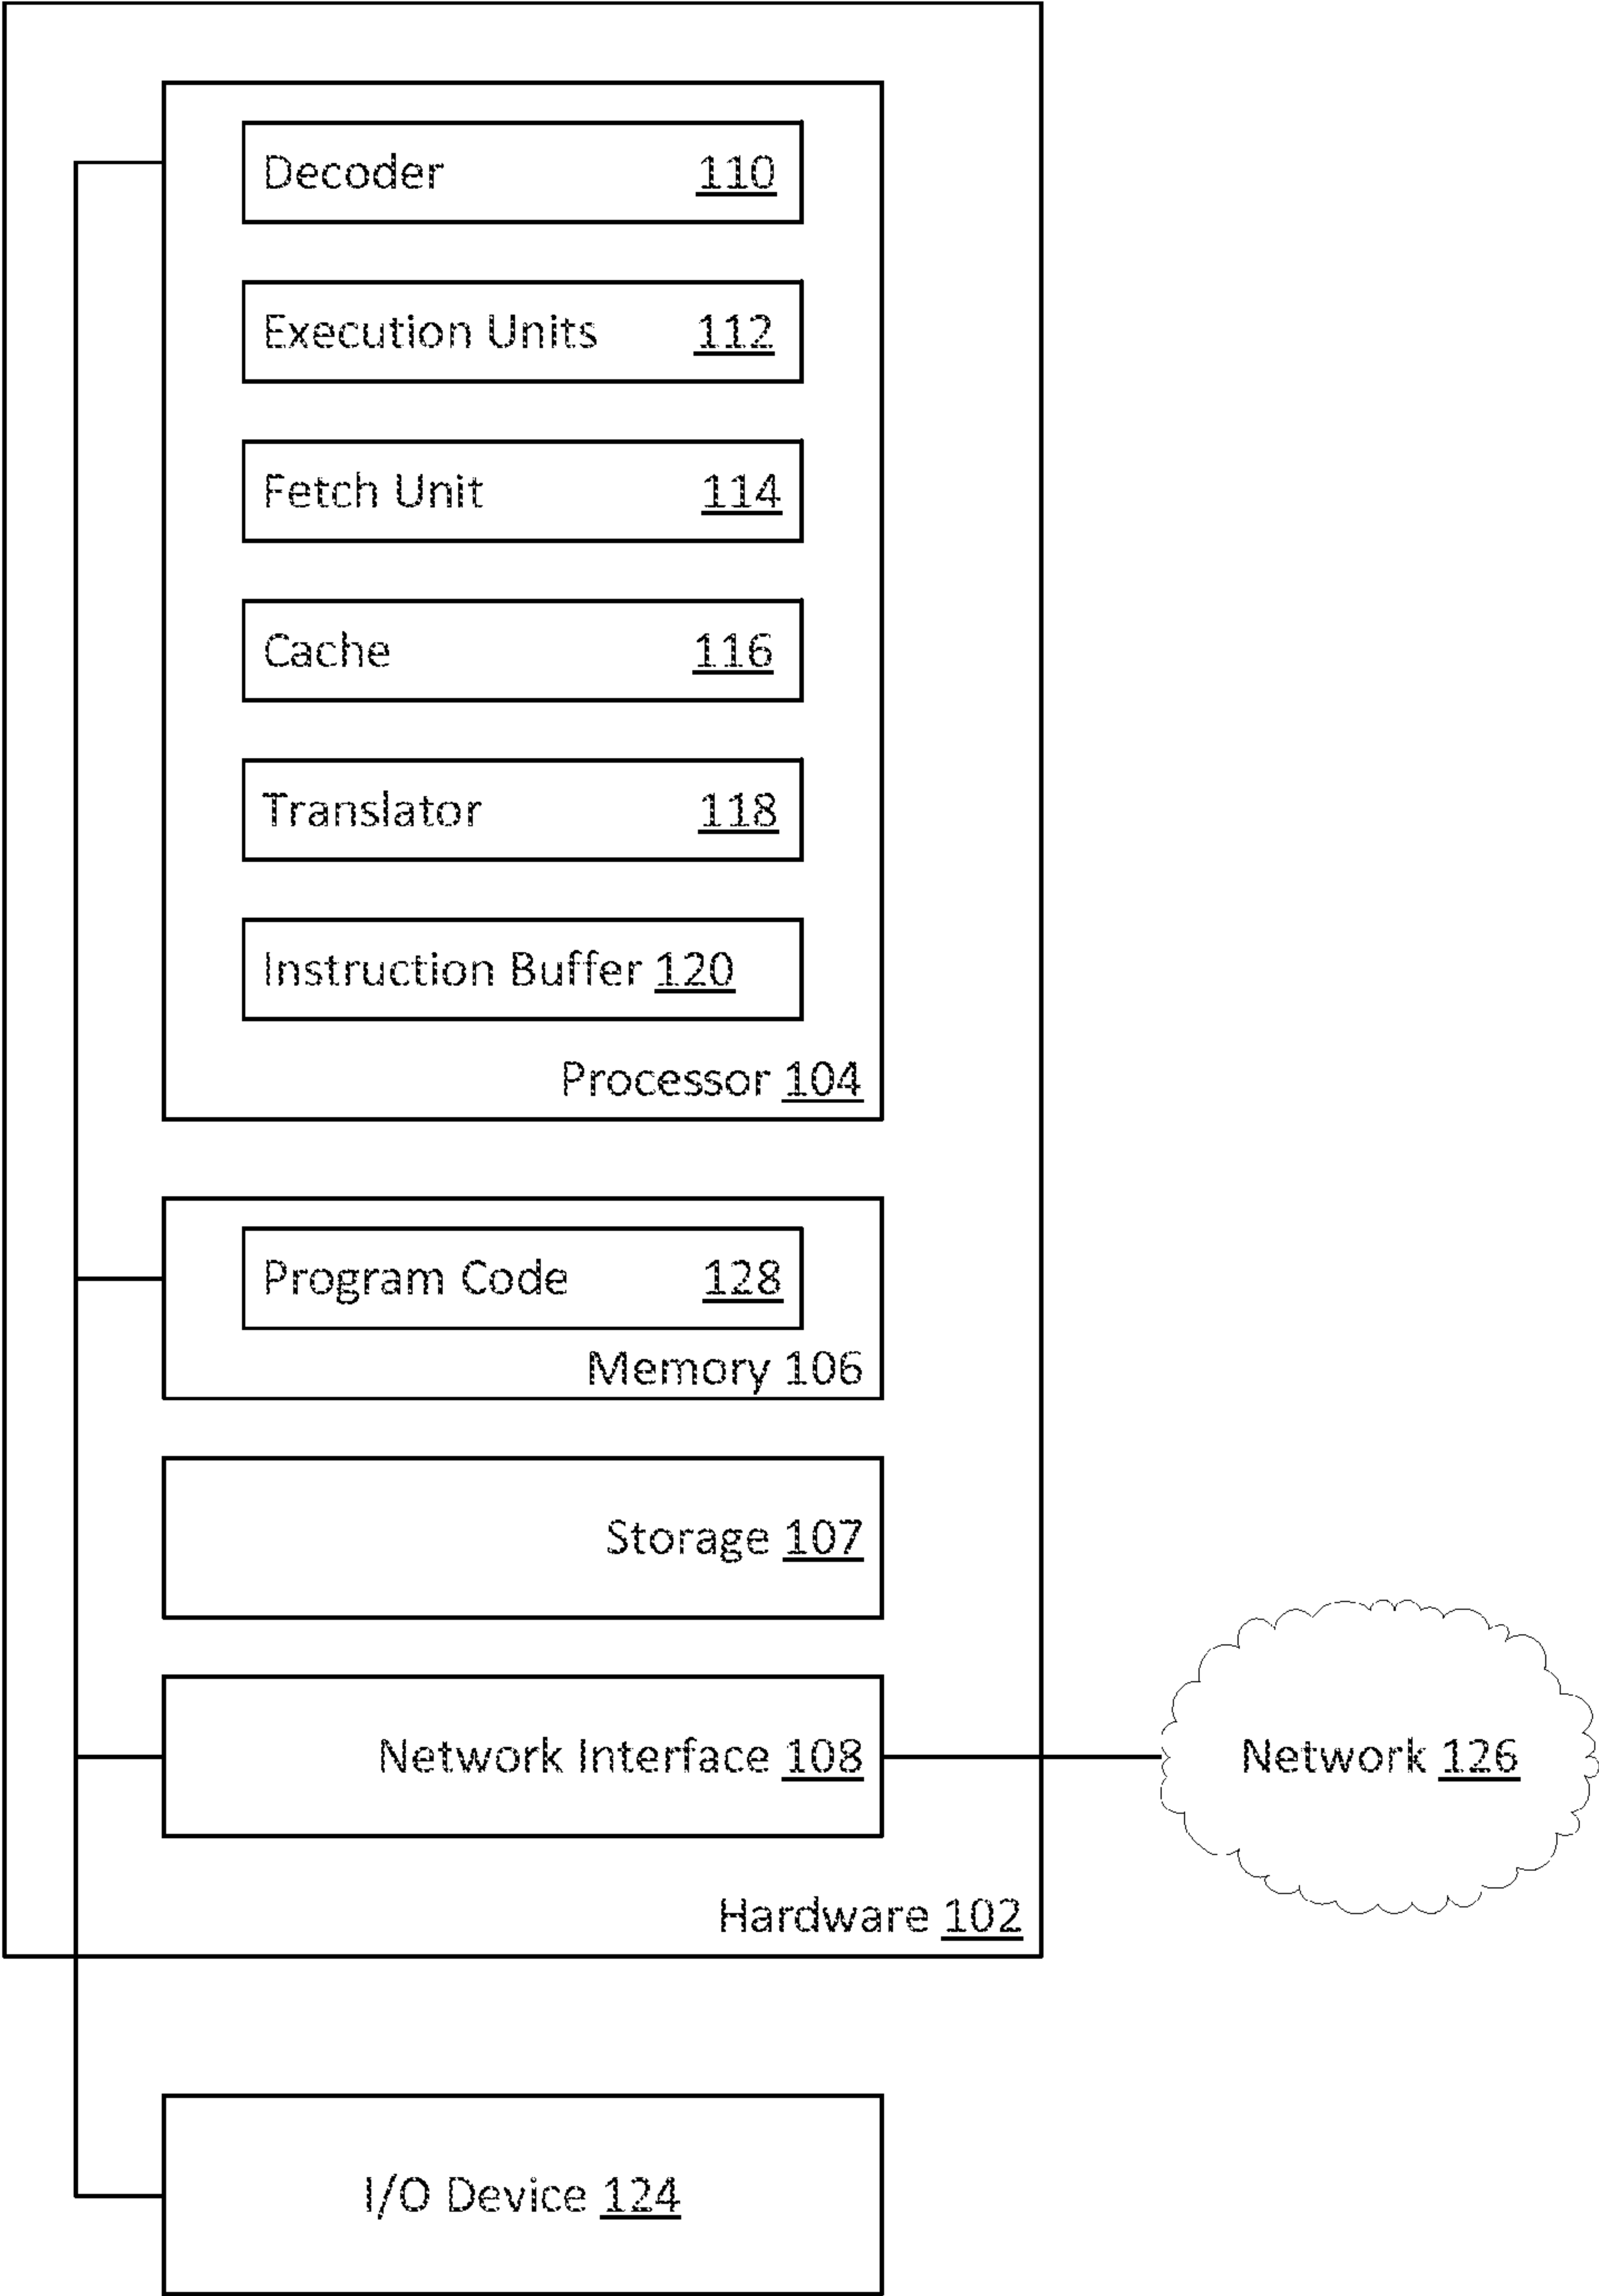 Decoder 110
Execution Units 112
Fetch Unit 114
Cache 116
Translator 118
Instruction Buffer 120
Processor 104
Program Code 128
Memory 106
Storage 107
Network Interface 108
Network 126
Hardware 102
I/O Device 124